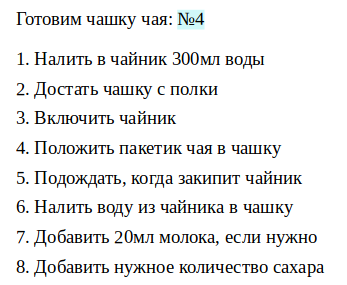 Готовим чашку чая: №4
1. Налить в чайник 300мл воды
2. Достать чашку с полки
3. Включить чайник
4. Положить пакетик чая в чашку
5. Подождать, когда закипит чайник
6. Налить воду из чайника в чашку
7. Добавить 20мл молока, если нужно
8. Добавить нужное количество сахара